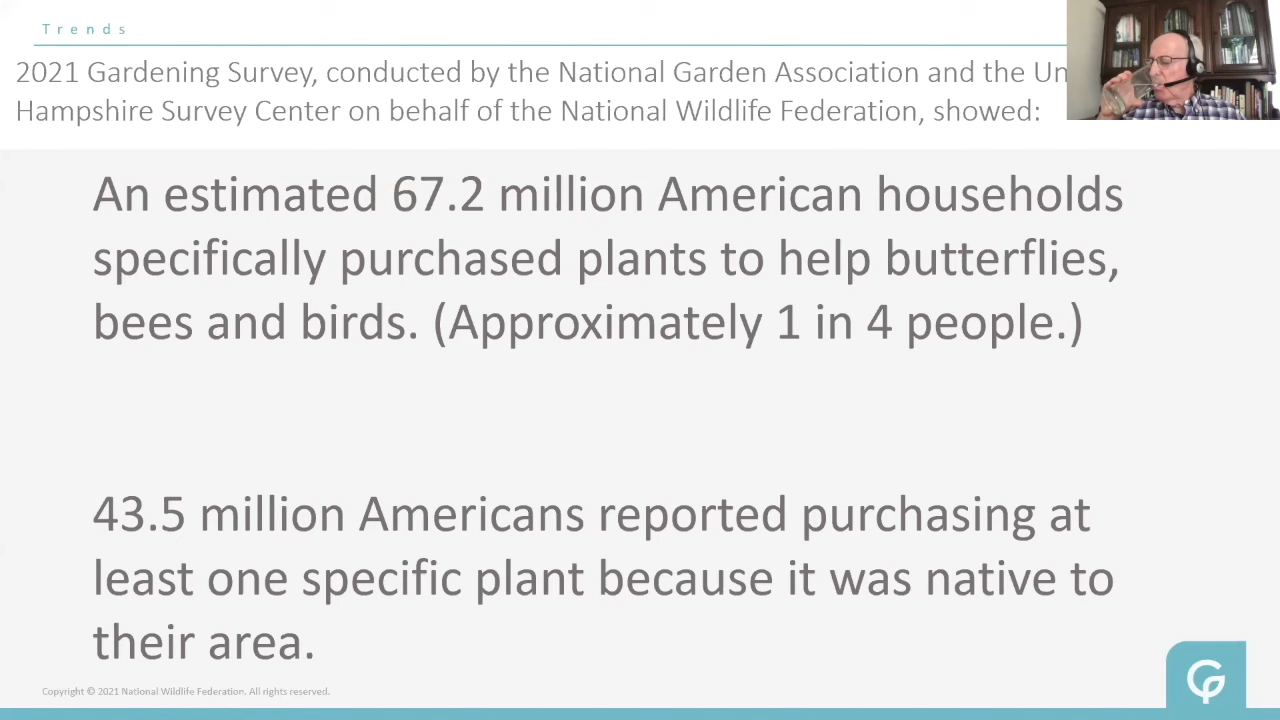 Trends
2021 Gardening Survey, conducted by the National Garden Association and the
Hampshire Survey Center on behalf of the National Wildlife Federation, showed:
An estimated 67.2 million American households
specifically purchased plants to help butterflies,
bees and birds. (Approximately 1 in 4 people.)
43.5 million Americans reported purchasing at
least one specific plant because it was native to
their area.
Copyright © 2021 National Wildlife Federation. All rights reserved.